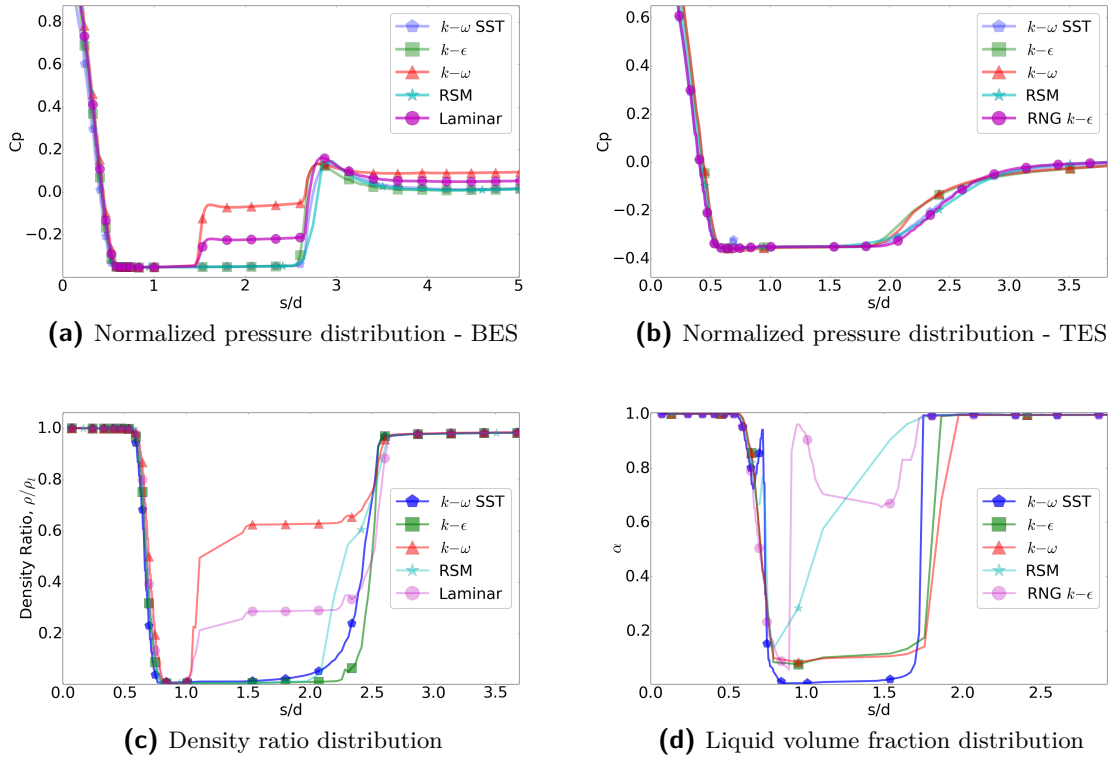 0.8
0.6
0.4
0.2
0.0
−0.2
Cp
k−ω SST
k−ϵ
k−ω
RSM
Laminar
0 1 2 3 4 5
s/d
(a) Normalized pressure distribution - BES
0.6
0.4
0.2
0.0
−0.2
−0.4
Cp
k−ω SST
k−ϵ
k−ω
RSM
RNG k−ϵ
0.0 0.5 1.0 1.5 2.0 2.5 3.0 3.5
s/d
(b) Normalized pressure distribution - TES
1.0
0.8
0.6
0.4
0.2
Density Ratio, ρ/ρl
k−ω SST
k−ϵ
k−ω
RSM
Laminar
0.0 0.5 1.0 1.5 2.0 2.5 3.0 3.5
s/d
(c) Density ratio distribution
1.0
0.8
0.6
0.4
0.2
α
k−ω SST
k−ϵ
k−ω
RSM
RNG k−ϵ
0.0 0.5 1.0 1.5 2.0 2.5
s/d
(d) Liquid volume fraction distribution